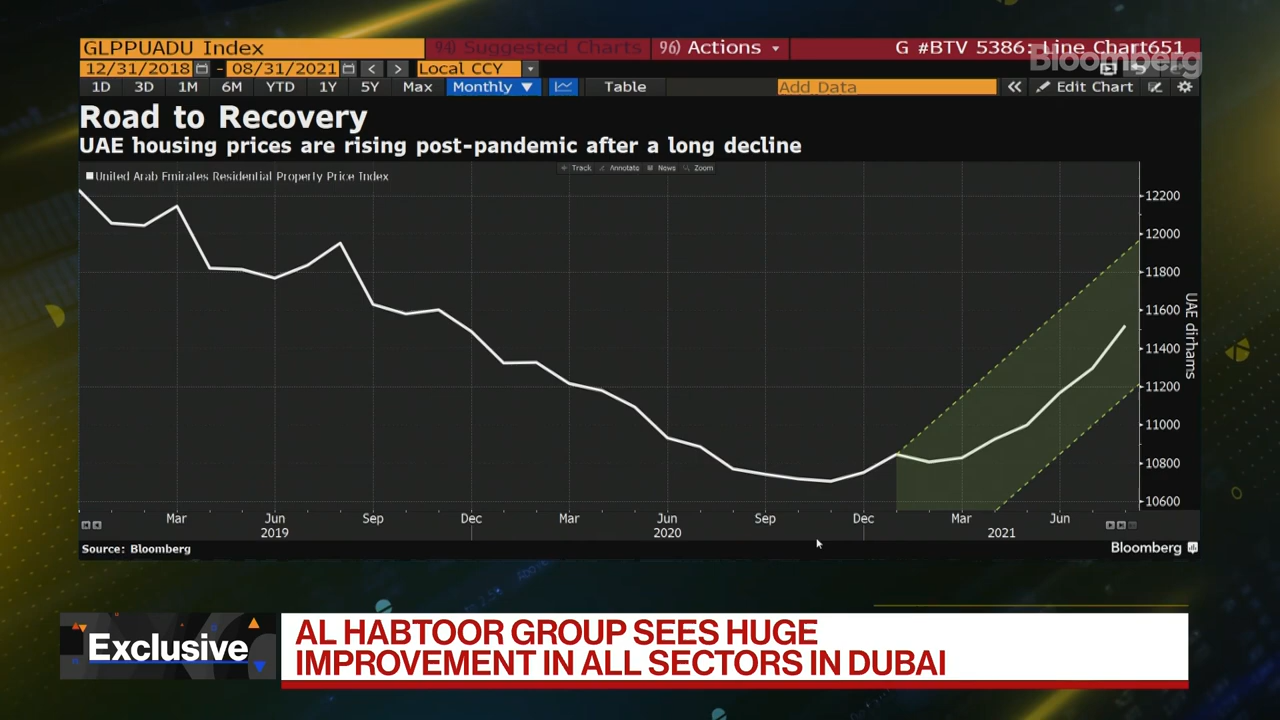 GLPPUADU Index
94) Suggested Charts
96) Actions
G #BTV 5386: Line Chart651
Bloomberg
12/31/2018 - 08/31/2021
Local CCY
1D 3D 1M 6M YTD 1Y 5Y Max Monthly Table Add Data Edit Chart
Road to Recovery
UAE housing prices are rising post-pandemic after a long decline
Track Annotate News Zoom
United Arab Emirates Residential Property Price Index
12200
12000
11800
11600
11400
11200
11000
10800
10600
UAE dirhams
Mar Jun Sep Dec Mar Jun Sep Dec Mar Jun
2019 2020 2021
Source: Bloomberg
Bloomberg
Exclusive
AL HABTOOR GROUP SEES HUGE
IMPROVEMENT IN ALL SECTORS IN DUBAI